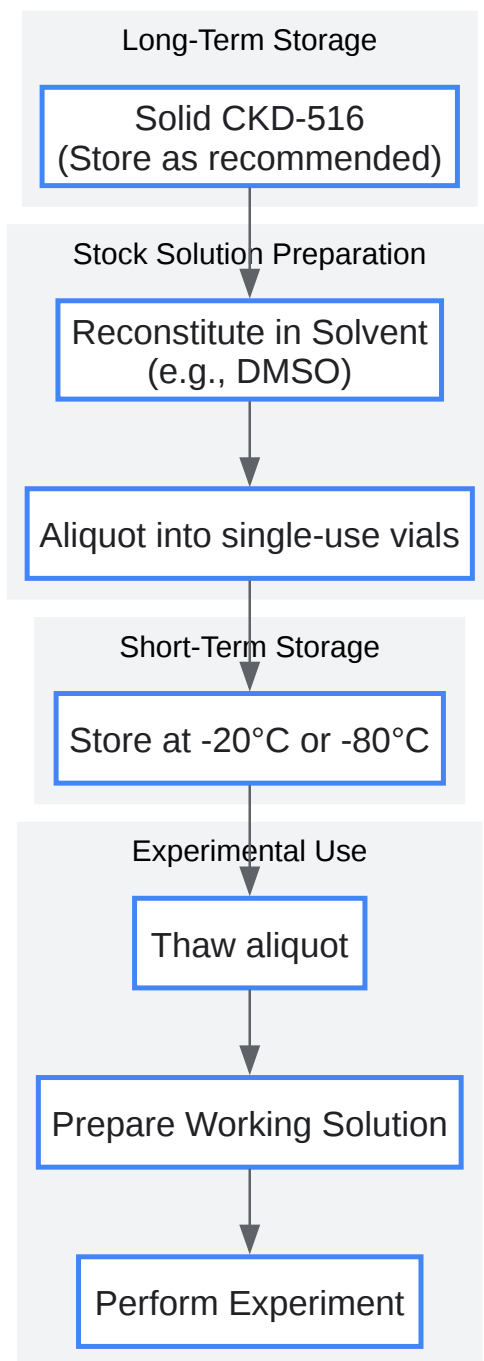 Long-Term Storage
Solid CKD-516
(Store as recommended)
Stock Solution Preparation
Reconstitute in Solvent
(e.g., DMSO)
Aliquot into single-use vials
Short-Term Storage
Store at -20°C or -80°C
Experimental Use
Thaw aliquot
Prepare Working Solution
Perform Experiment